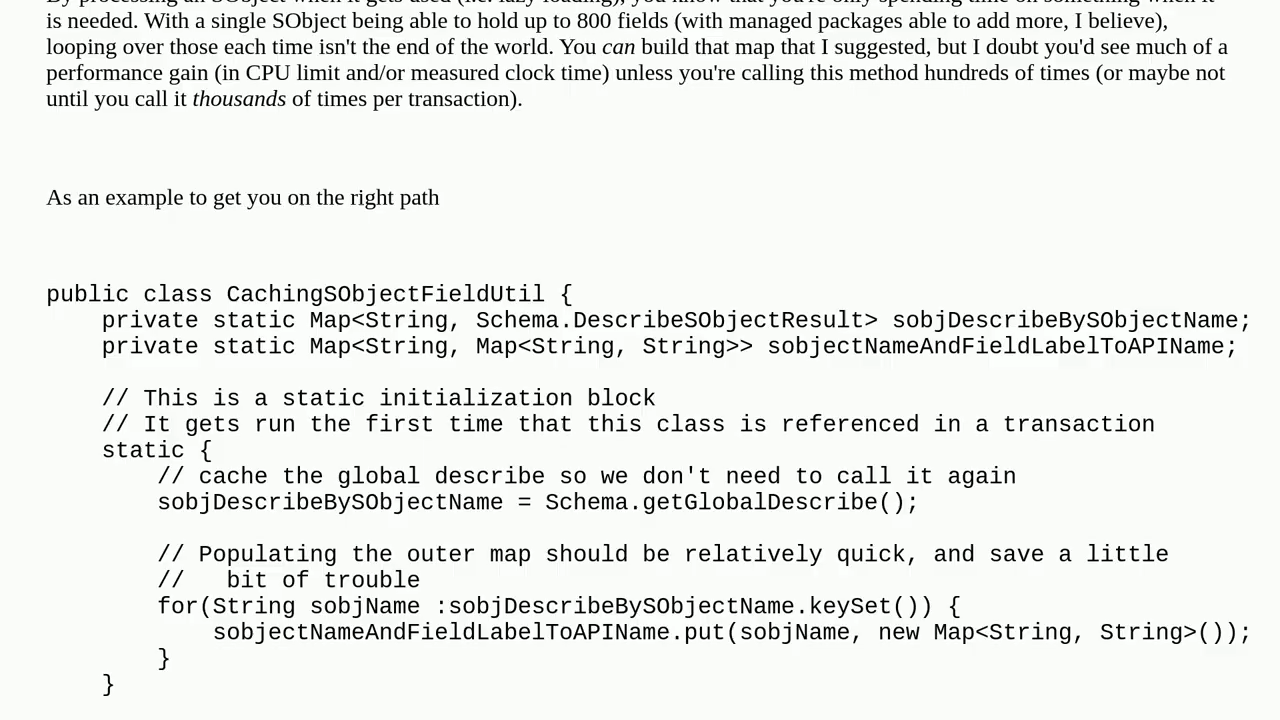 is needed. With a single SObject being able to hold up to 800 fields (with managed packages able to add more, I believe),
looping over those each time isn't the end of the world. You can build that map that I suggested, but I doubt you'd see much of a
performance gain (in CPU limit and/or measured clock time) unless you're calling this method hundreds of times (or maybe not
until you call it thousands of times per transaction).
As an example to get you on the right path
public class CachingSObjectFieldUtil {
    private static Map<String, Schema.DescribeSObjectResult> sobjDescribeBySObjectName;
    private static Map<String, Map<String, String>> sobjectNameAndFieldLabelToAPIName;
    // This is a static initialization block
    // It gets run the first time that this class is referenced in a transaction
    static {
        // cache the global describe so we don't need to call it again
        sobjDescribeBySObjectName = Schema.getGlobalDescribe();
        // Populating the outer map should be relatively quick, and save a little
        //   bit of trouble
        for(String sobjName :sobjDescribeBySObjectName.keySet()) {
            sobjectNameAndFieldLabelToAPIName.put(sobjName, new Map<String, String>());
        }
    }